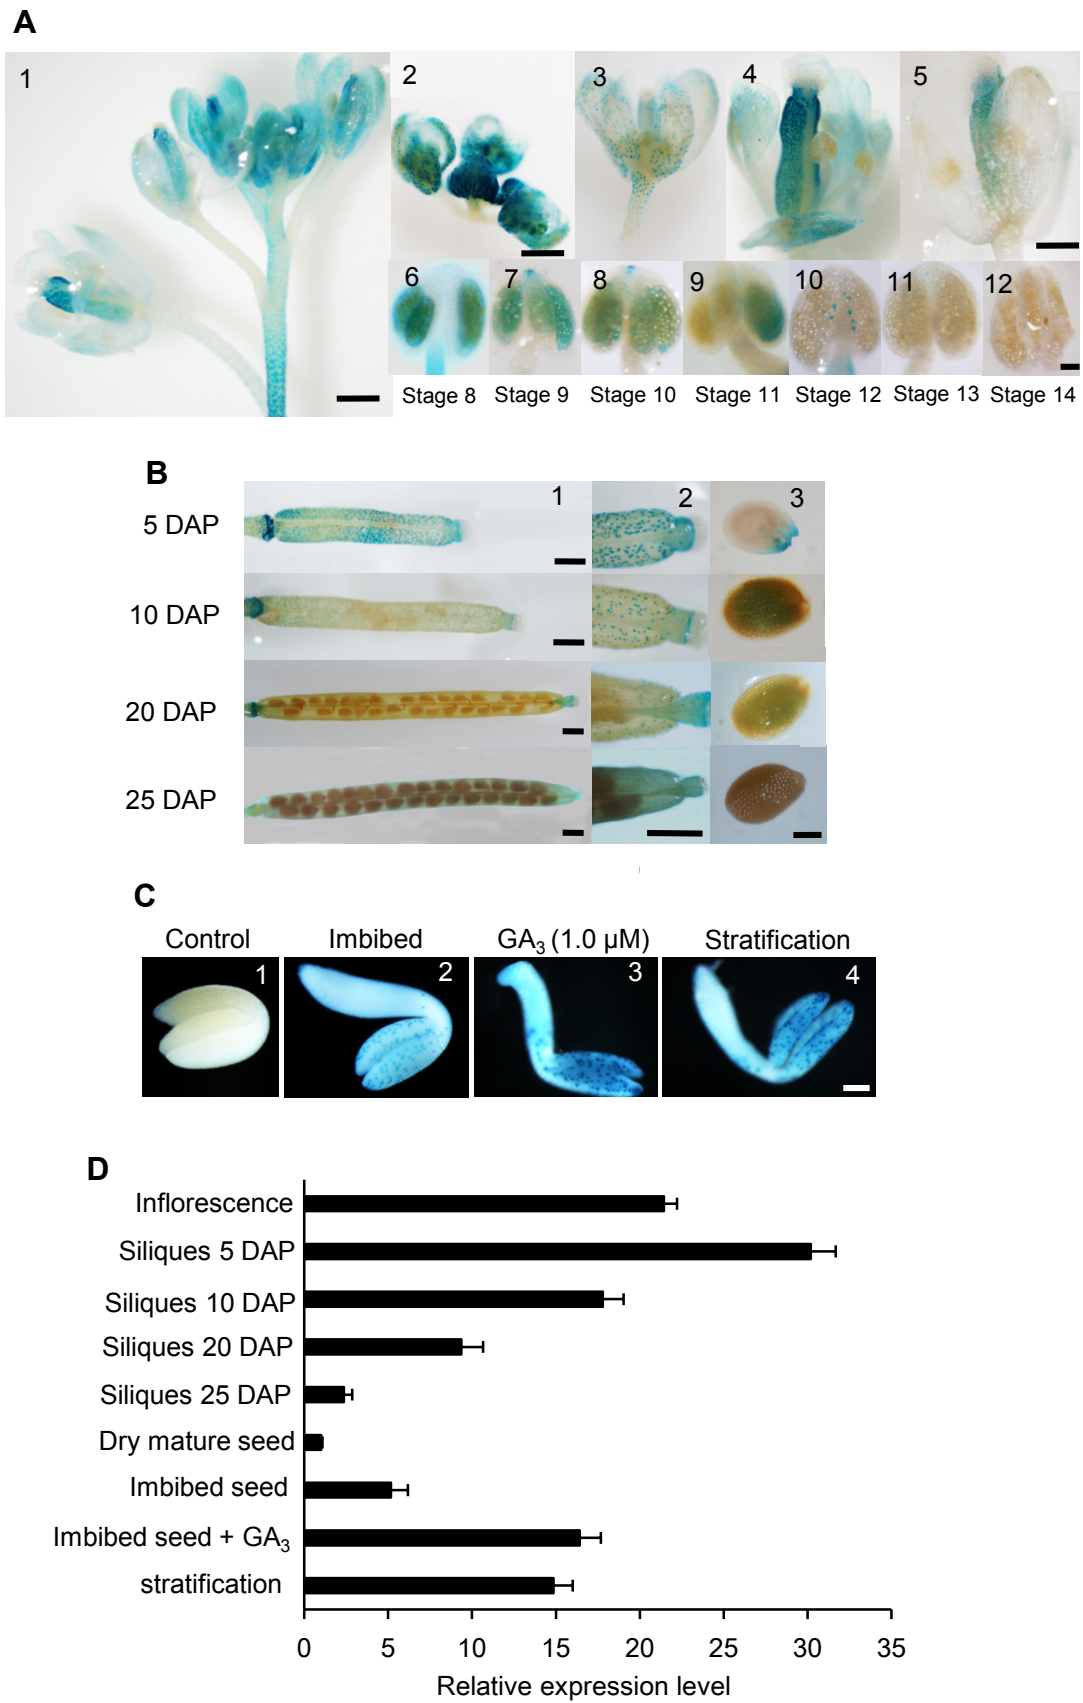 A
1
2
3
4
5
6
7
8
9
10
11
12
Stage 8 Stage 9 Stage 10 Stage 11 Stage 12 Stage 13 Stage 14
B
1
2
3
5 DAP
10 DAP
20 DAP
25 DAP
C
Control Imbibed GA₃ (1.0 µM) Stratification
1
2
3
4
D
Inflorescence
Siliques 5 DAP
Siliques 10 DAP
Siliques 20 DAP
Siliques 25 DAP
Dry mature seed
Imbibed seed
Imbibed seed + GA₃
stratification
0 5 10 15 20 25 30 35
Relative expression level